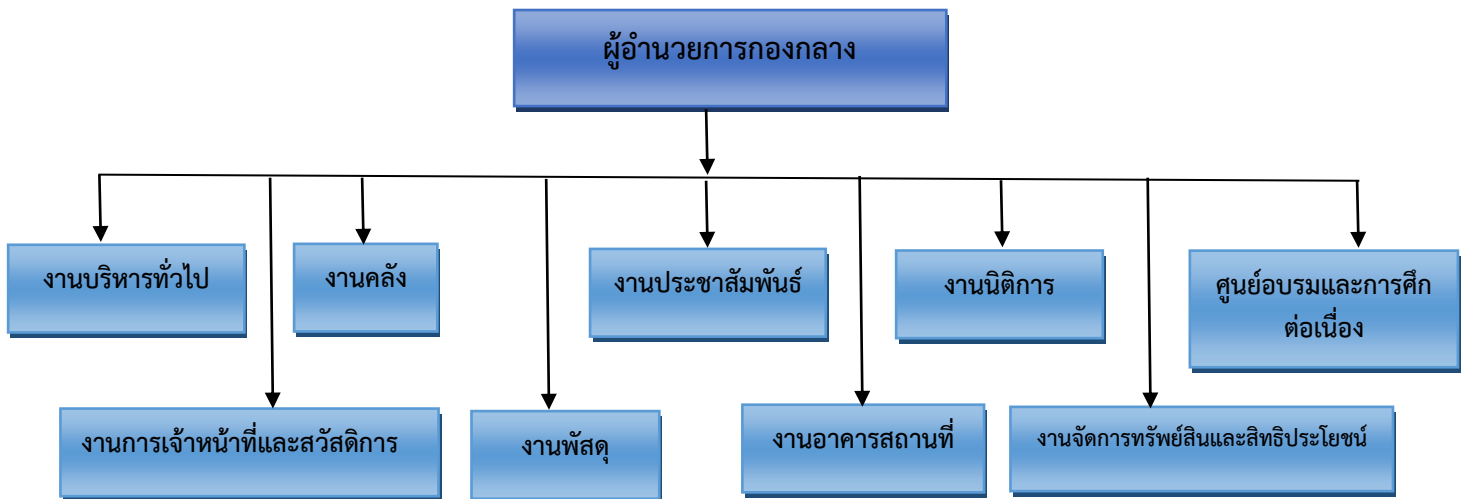 ผู้อำนวยการกองกลาง
งานบริหารทั่วไป
งานคลัง
งานประชาสัมพันธ์
งานนิติการ
ศูนย์อบรมและการศึก
ต่อเนื่อง
งานการเจ้าหน้าที่และสวัสดิการ
งานพัสดุ
งานอาคารสถานที่
งานจัดการทรัพย์สินและสิทธิประโยชน์